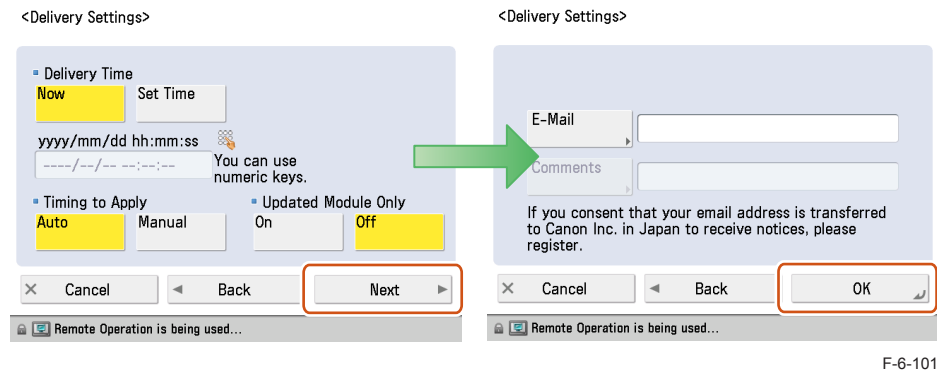 <Delivery Settings>
Delivery Time
Now
Set Time
yyyy/mm/dd hh:mm:ss
----/--/-- --:--:--
You can use
numeric keys.
Timing to Apply
Updated Module Only
Auto
Manual
On
Off
Cancel
Back
Next
Remote Operation is being used...
<Delivery Settings>
E-Mail
Comments
If you consent that your email address is transferred
to Canon Inc. in Japan to receive notices, please
register.
Cancel
Back
OK
Remote Operation is being used...
F-6-101